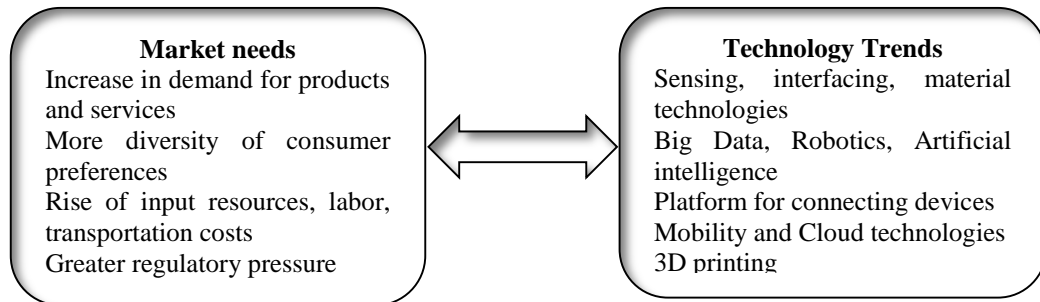 Market needs
Increase in demand for products
and services
More diversity of consumer
preferences
Rise of input resources, labor,
transportation costs
Greater regulatory pressure
Technology Trends
Sensing, interfacing, material
technologies
Big Data, Robotics, Artificial
intelligence
Platform for connecting devices
Mobility and Cloud technologies
3D printing